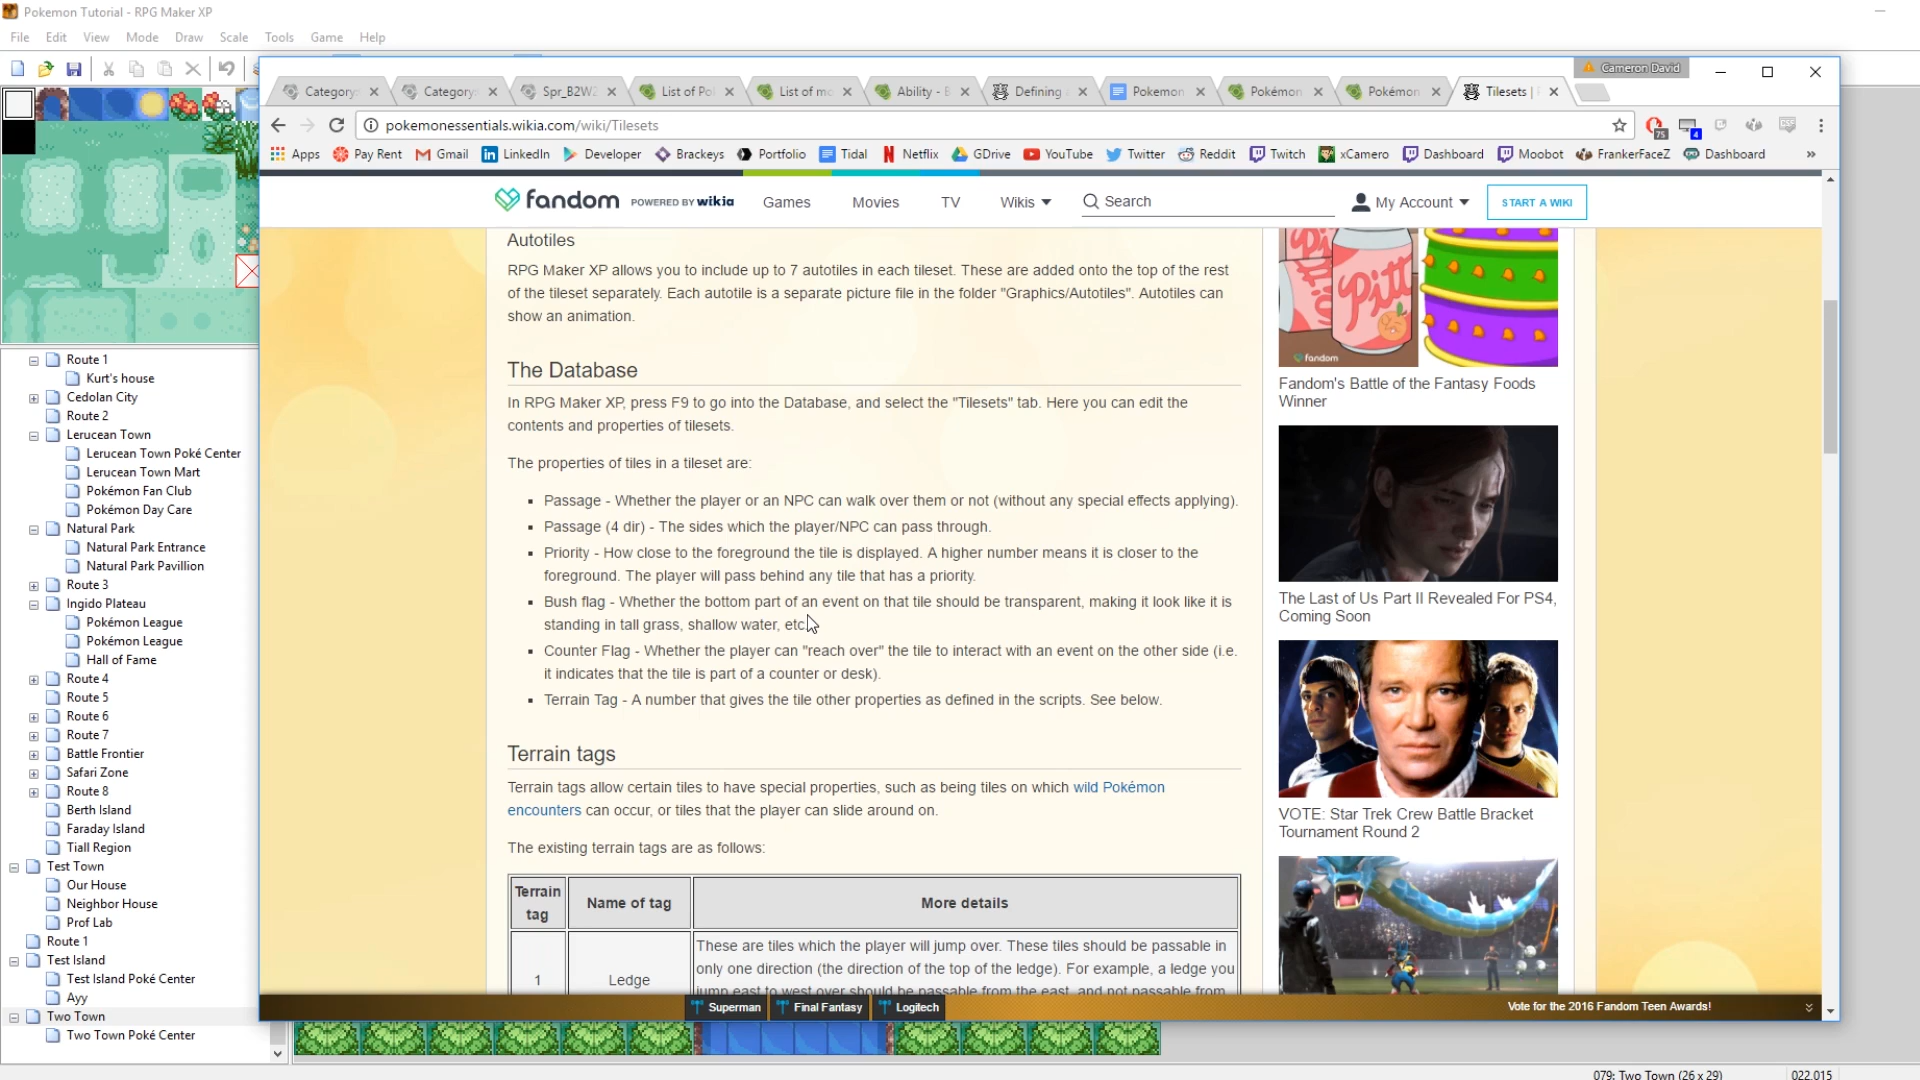 Pokemon Tutorial - RPG Maker XP
File Edit View Mode Draw Scale Tools Game Help
Cameron David
Category: Category: Spr_B2W2 List of Po List of mo Ability - B Defining Pokemon Pokémon Pokémon Tilesets |
pokemonessentials.wikia.com/wiki/Tilesets
75
4
Apps Pay Rent Gmail LinkedIn Developer Brackeys Portfolio Tidal Netflix GDrive YouTube Twitter Reddit Twitch xCamero Dashboard Moobot FrankerFaceZ Dashboard »
fandom POWERED BY wikia Games Movies TV Wikis Search My Account START A WIKI
Autotiles
RPG Maker XP allows you to include up to 7 autotiles in each tileset. These are added onto the top of the rest
of the tileset separately. Each autotile is a separate picture file in the folder "Graphics/Autotiles". Autotiles can
show an animation.
The Database
In RPG Maker XP, press F9 to go into the Database, and select the "Tilesets" tab. Here you can edit the
contents and properties of tilesets.
The properties of tiles in a tileset are:
Passage - Whether the player or an NPC can walk over them or not (without any special effects applying).
Passage (4 dir) - The sides which the player/NPC can pass through.
Priority - How close to the foreground the tile is displayed. A higher number means it is closer to the
foreground. The player will pass behind any tile that has a priority.
Bush flag - Whether the bottom part of an event on that tile should be transparent, making it look like it is
standing in tall grass, shallow water, etc
Counter Flag - Whether the player can "reach over" the tile to interact with an event on the other side (i.e.
it indicates that the tile is part of a counter or desk).
Terrain Tag - A number that gives the tile other properties as defined in the scripts. See below.
Terrain tags
Terrain tags allow certain tiles to have special properties, such as being tiles on which wild Pokémon
encounters can occur, or tiles that the player can slide around on.
The existing terrain tags are as follows:
Terrain tag Name of tag More details
1 Ledge
These are tiles which the player will jump over. These tiles should be passable in
only one direction (the direction of the top of the ledge). For example, a ledge you
jump east to west over should be passable from the east, and not passable from
Pitt
fandom
Fandom's Battle of the Fantasy Foods
Winner
The Last of Us Part II Revealed For PS4,
Coming Soon
VOTE: Star Trek Crew Battle Bracket
Tournament Round 2
Superman Final Fantasy Logitech
Vote for the 2016 Fandom Teen Awards!
Route 1
Kurt's house
Cedolan City
Route 2
Lerucean Town
Lerucean Town Poké Center
Lerucean Town Mart
Pokémon Fan Club
Pokémon Day Care
Natural Park
Natural Park Entrance
Natural Park Pavillion
Route 3
Ingido Plateau
Pokémon League
Pokémon League
Hall of Fame
Route 4
Route 5
Route 6
Route 7
Battle Frontier
Safari Zone
Route 8
Berth Island
Faraday Island
Tiall Region
Test Town
Our House
Neighbor House
Prof Lab
Route 1
Test Island
Test Island Poké Center
Ayy
Two Town
Two Town Poké Center
079: Two Town (26 x 29) 022,015